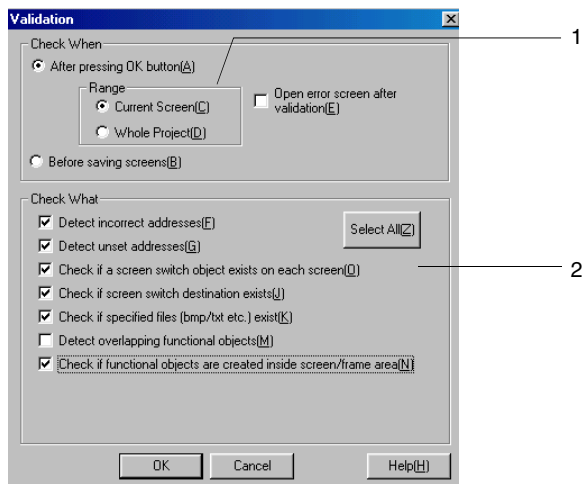 Validation
1
Check When
After pressing OK button(A)
Range
Current Screen(C)
Whole Project(D)
Open error screen after
validation(E)
Before saving screens(B)
Check What
Detect incorrect addresses(F)
Select All(Z)
Detect unset addresses(G)
Check if a screen switch object exists on each screen(O)
2
Check if screen switch destination exists(J)
Check if specified files (bmp/txt etc.) exist(K)
Detect overlapping functional objects(M)
Check if functional objects are created inside screen/frame area(N)
OK
Cancel
Help(H)